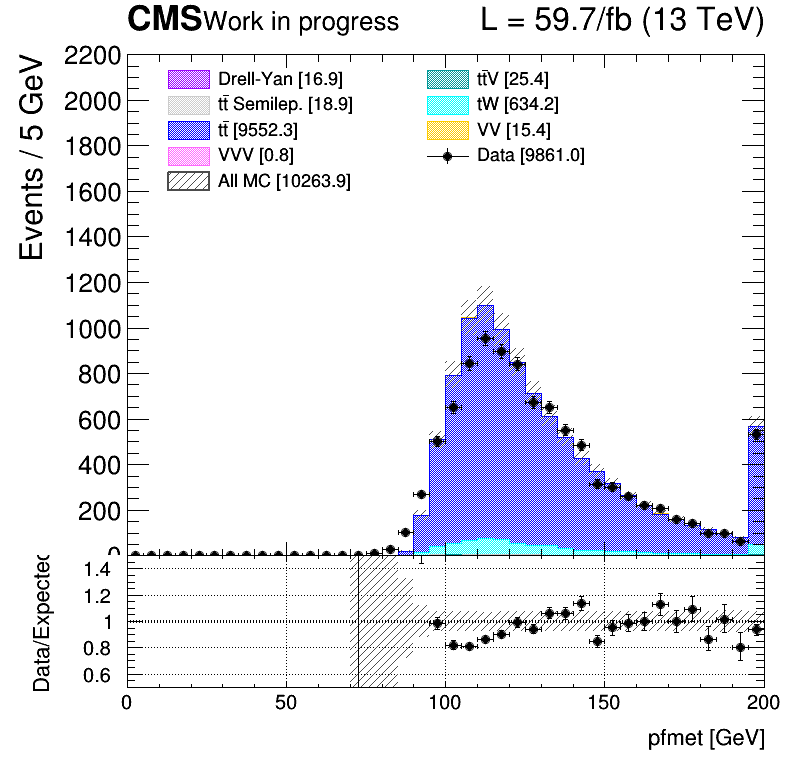 CMS Work in progress L = 59.7/fb (13 TeV)
Events / 5 GeV
2200
2000
1800
1600
1400
1200
1000
800
600
400
200
0
Drell-Yan [16.9]
tt̄ Semilep. [18.9]
tt̄ [9552.3]
VVV [0.8]
All MC [10263.9]
tt̄V [25.4]
tW [634.2]
VV [15.4]
Data [9861.0]
Data/Expected
1.4
1.2
1
0.8
0.6
0 50 100 150 200
pfmet [GeV]